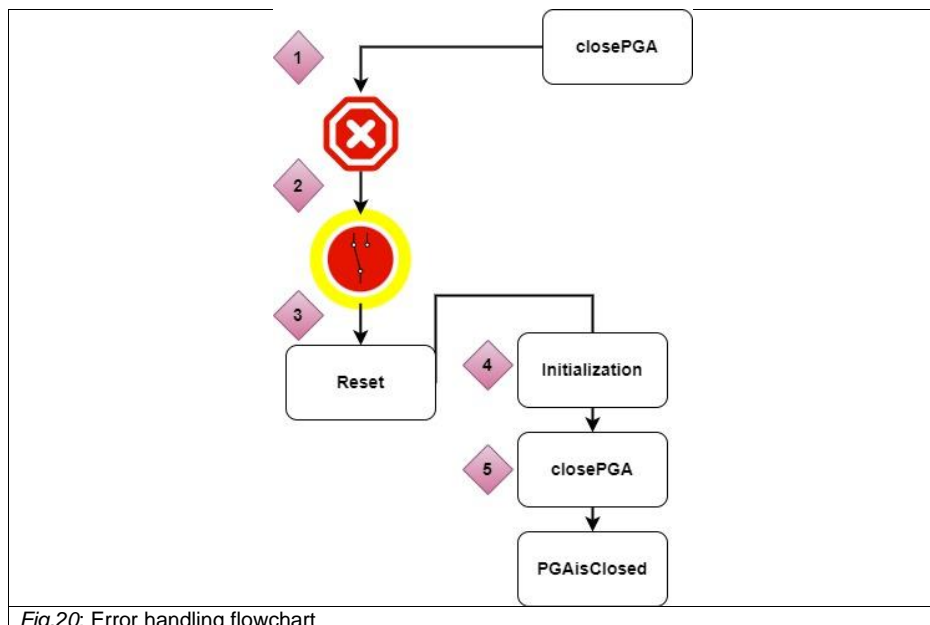 closePGA
1
2
3
Reset
4
Initialization
5
closePGA
PGAisClosed
Fig.20: Error handling flowchart